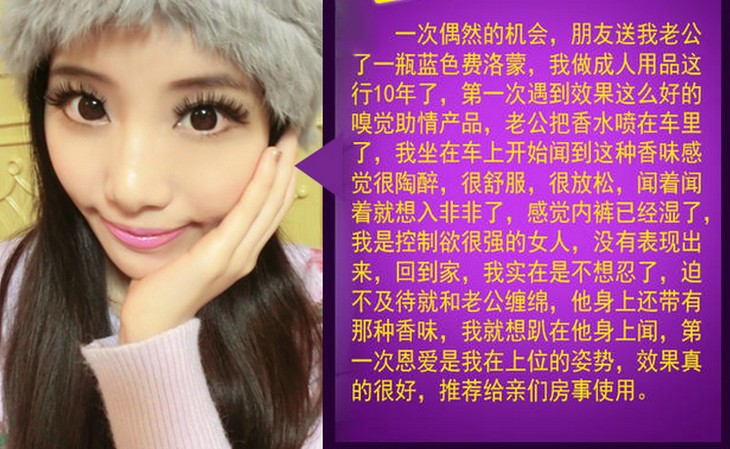 一次偶然的机会，朋友送我老公
了一瓶蓝色费洛蒙，我做成人用品这
行10年了，第一次遇到效果这么好的
嗅觉助情产品，老公把香水喷在车里
了，我坐在车上开始闻到这种香味感
觉很陶醉，很舒服，很放松，闻着闻
着就想入非非了，感觉内裤已经湿了，
我是控制欲很强的女人，没有表现出
来，回到家，我实在是不想忍了，迫
不及待就和老公缠绵，他身上还带有
那种香味，我就想趴在他身上闻，第
一次恩爱是我在上位的姿势，效果真
的很好，推荐给亲们房事使用。